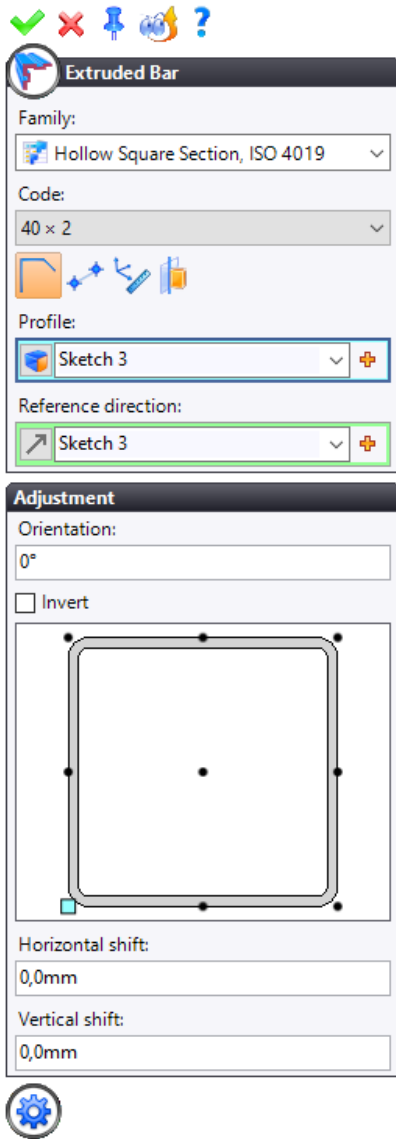 ?
Extruded Bar
Family:
Hollow Square Section, ISO 4019
Code:
40 × 2
Profile:
Sketch 3
Reference direction:
Sketch 3
Adjustment
Orientation:
0°
Invert
Horizontal shift:
0,0mm
Vertical shift:
0,0mm